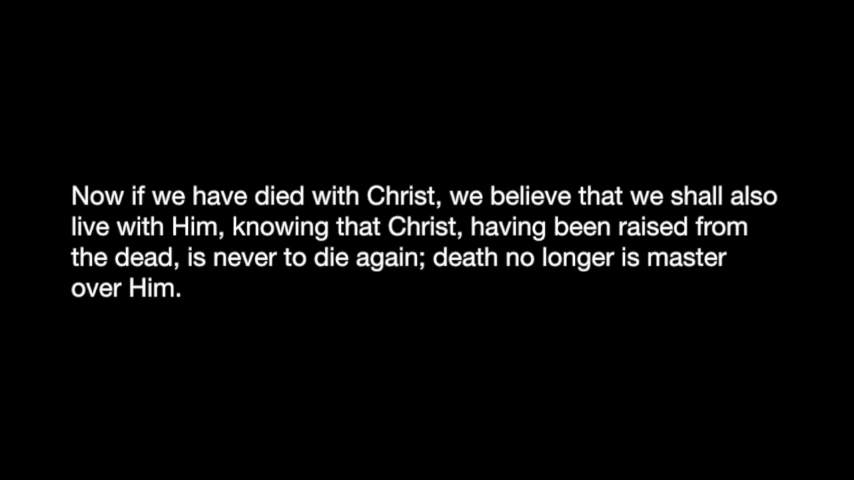 Now if we have died with Christ, we believe that we shall also
live with Him, knowing that Christ, having been raised from
the dead, is never to die again; death no longer is master
over Him.